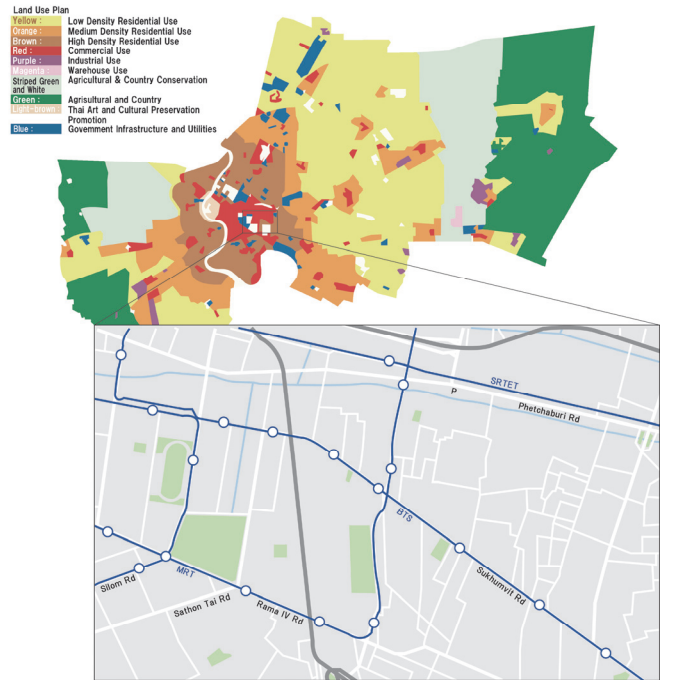 Land Use Plan
Yellow : Low Density Residential Use
Orange : Medium Density Residential Use
Brown : High Density Residential Use
Red : Commercial Use
Purple : Industrial Use
Magenta : Warehouse Use
Striped Green and White Agricultural & Country Conservation
Green : Agricultural and Country
Light-brown : Thai Art and Cultural Preservation
Promotion
Blue : Government Infrastructure and Utilities
SRTET
P
Phetchaburi Rd
BTS
MRT
Silom Rd
Sathon Tai Rd
Rama IV Rd
Sukhumvit Rd